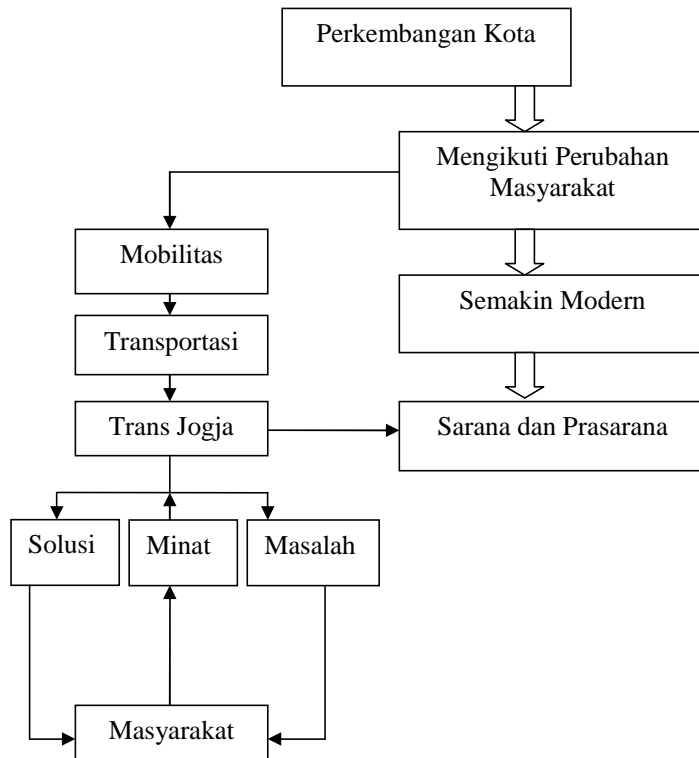 Perkembangan Kota
Mengikuti Perubahan
Masyarakat
Mobilitas
Semakin Modern
Transportasi
Trans Jogja
Sarana dan Prasarana
Solusi
Minat
Masalah
Masyarakat